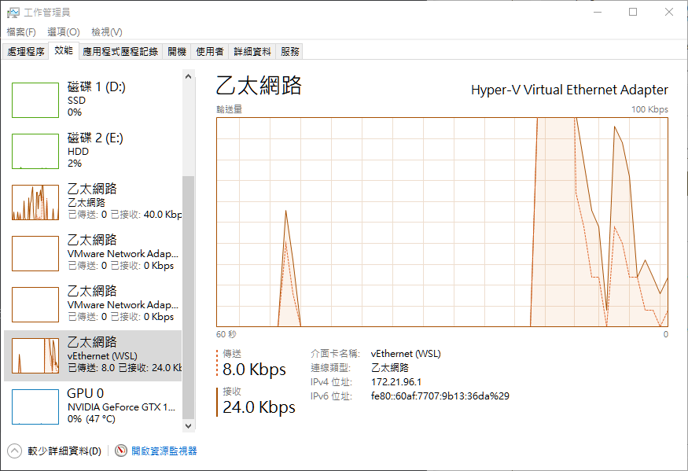 工作管理員
檔案(F) 選項(O) 檢視(V)
處理程序 效能 應用程式歷程記錄 開機 使用者 詳細資料 服務
磁碟 1 (D:)
SSD
0%
磁碟 2 (E:)
HDD
2%
乙太網路
乙太網路
已傳送: 0 已接收: 40.0 Kbp
乙太網路
VMware Network Adap...
已傳送: 0 已接收: 0 Kbps
乙太網路
VMware Network Adap...
已傳送: 0 已接收: 0 Kbps
乙太網路
vEthernet (WSL)
已傳送: 8.0 已接收: 24.0 Kb
GPU 0
NVIDIA GeForce GTX 1...
0% (47 °C)
乙太網路
Hyper-V Virtual Ethernet Adapter
輸送量
100 Kbps
60 秒
0
傳送
8.0 Kbps
接收
24.0 Kbps
介面卡名稱: vEthernet (WSL)
連線類型: 乙太網路
IPv4 位址: 172.21.96.1
IPv6 位址: fe80::60af:7707:9b13:36da%29
較少詳細資料(D)
開啟資源監視器